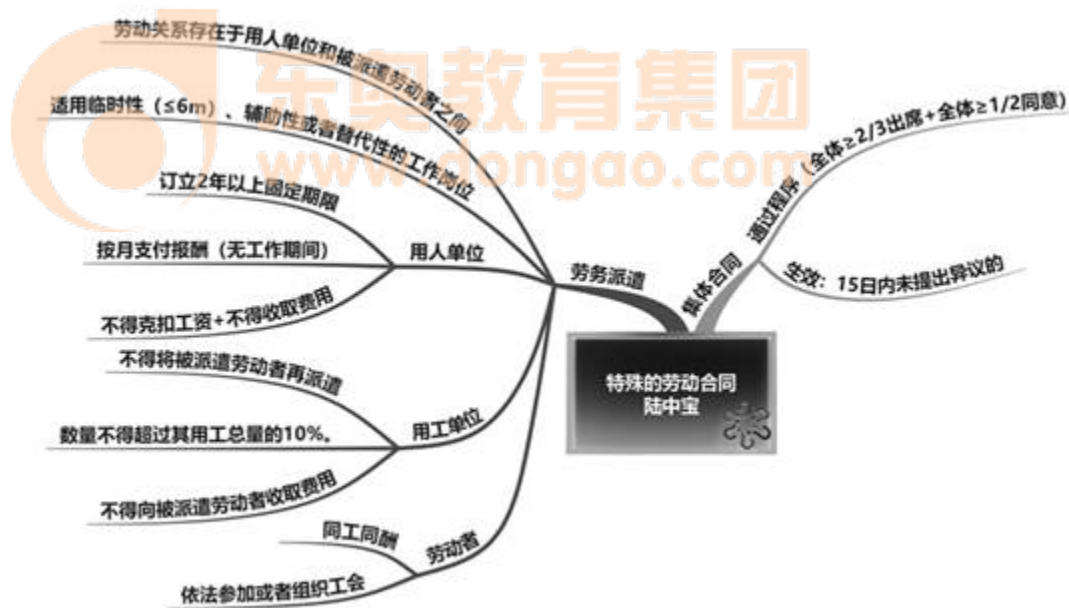 东奥教育集团
www.dongao.com
劳动关系存在于用人单位和被派遣劳动者之间
适用临时性（≤6m）、辅助性或者替代性的工作岗位
订立2年以上固定期限
按月支付报酬（无工作期间）
用人单位
不得克扣工资+不得收取费用
不得将被派遣劳动者再派遣
数量不得超过其用工总量的10%。
用工单位
不得向被派遣劳动者收取费用
同工同酬
劳动者
依法参加或者组织工会
劳务派遣
集体合同
通过程序（全体≥2/3出席+全体≥1/2同意）
生效：15日内未提出异议的
特殊的劳动合同
陆中宝